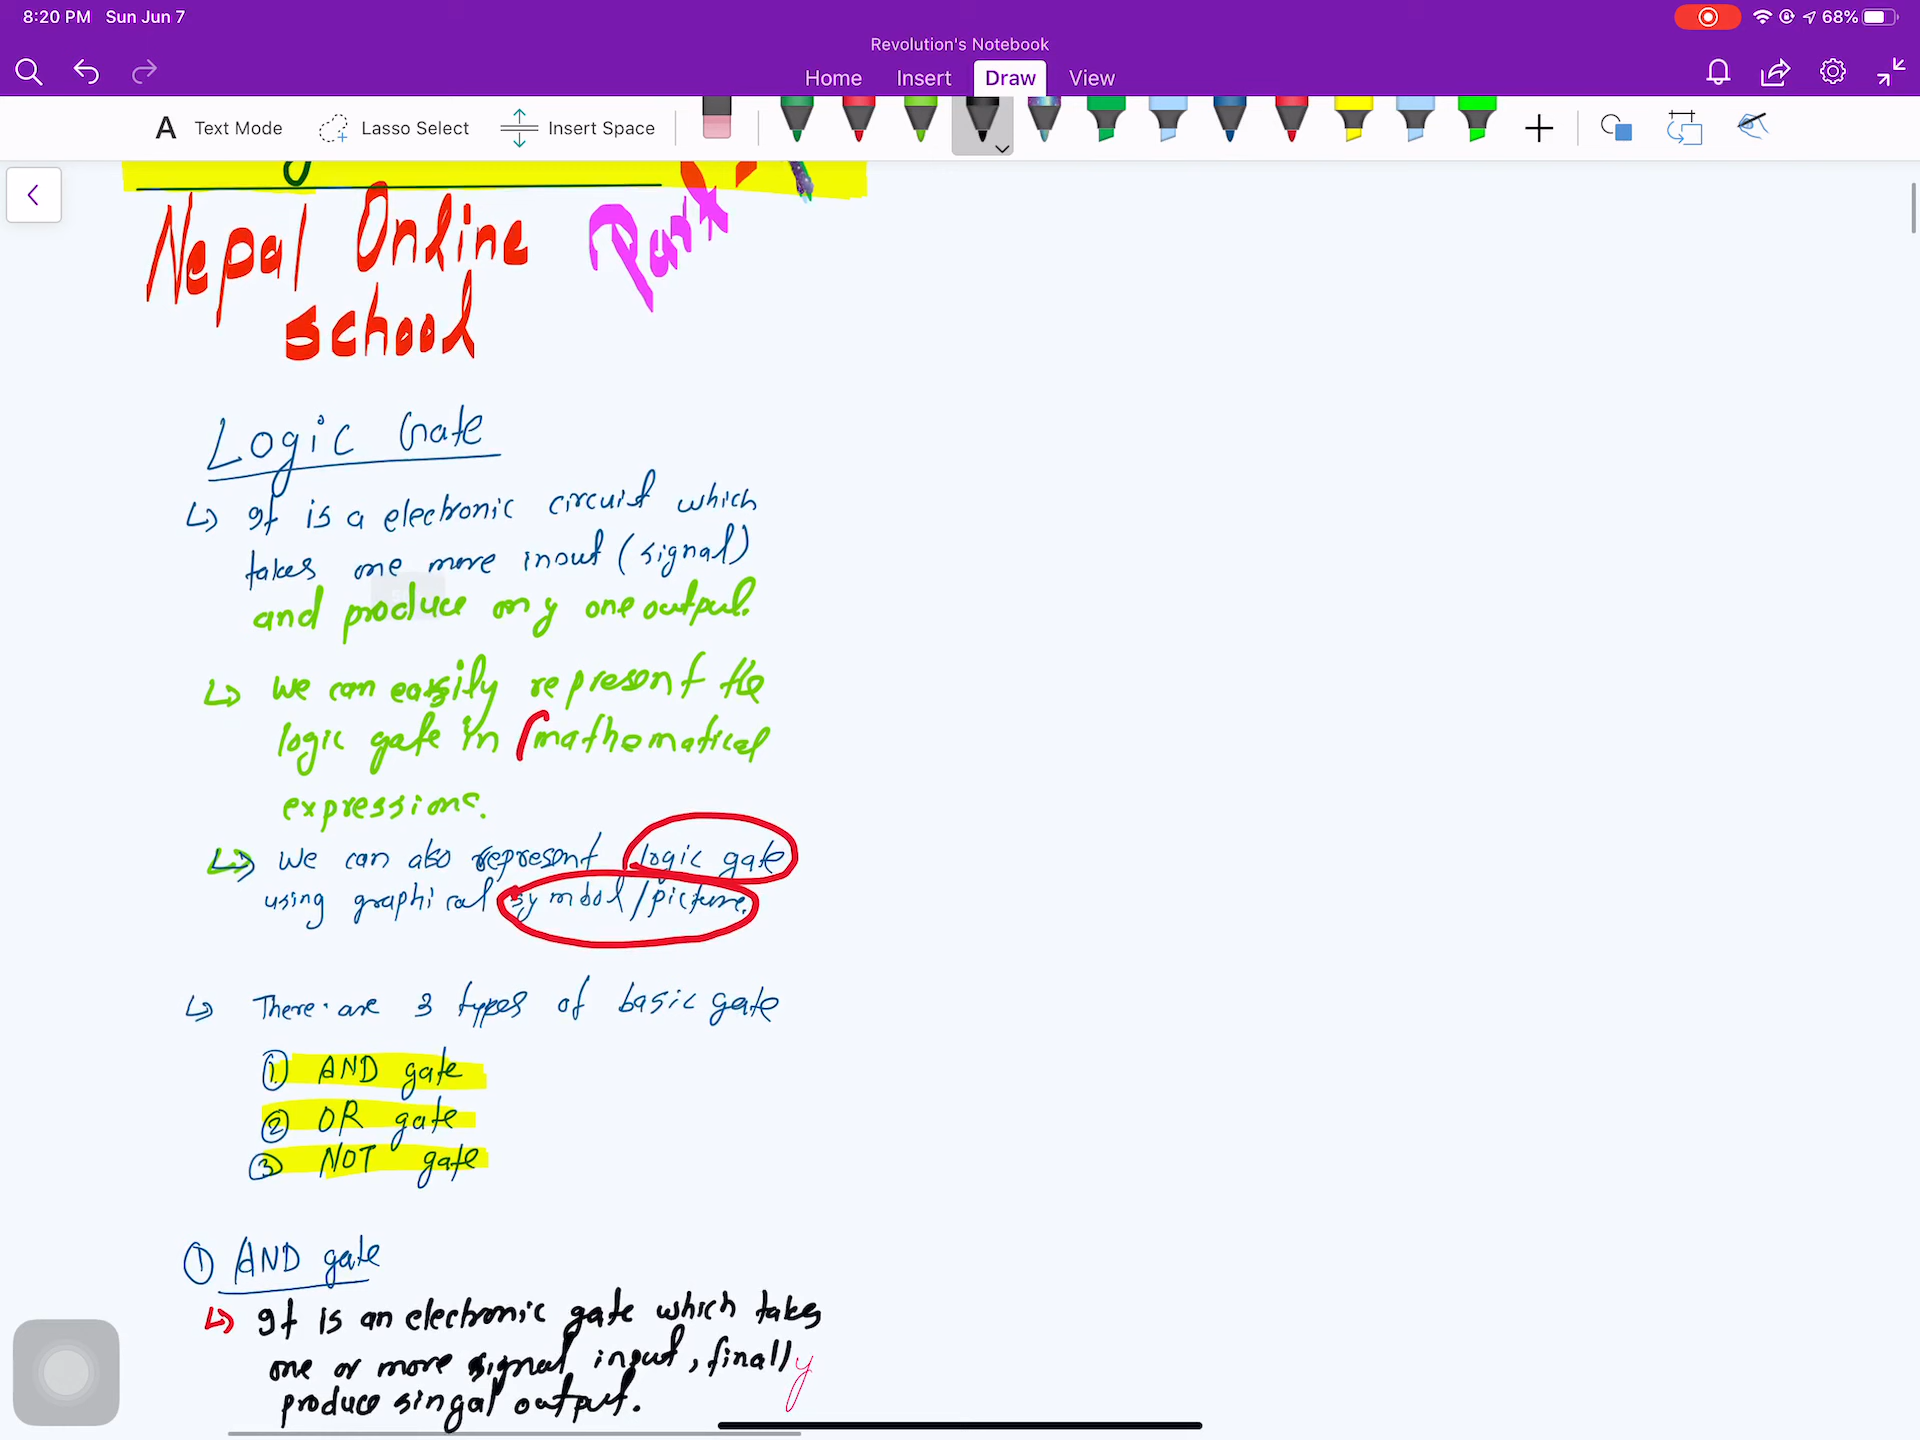 8:20 PM Sun Jun 7
68%
Revolution's Notebook
Home Insert Draw View
A Text Mode Lasso Select Insert Space
Nepal Online Part
school
Logic Gate
It is a electronic circuit which
takes one more inout (signal)
and produce only one output.
we can easily represent the
logic gate in mathematical
expressions.
we can also represent logic gate
using graphical symbol/picture.
There are 3 types of basic gate
① AND gate
② OR gate
③ NOT gate
① AND gate
It is an electronic gate which takes
one or more signal input, finally
produce singal output.